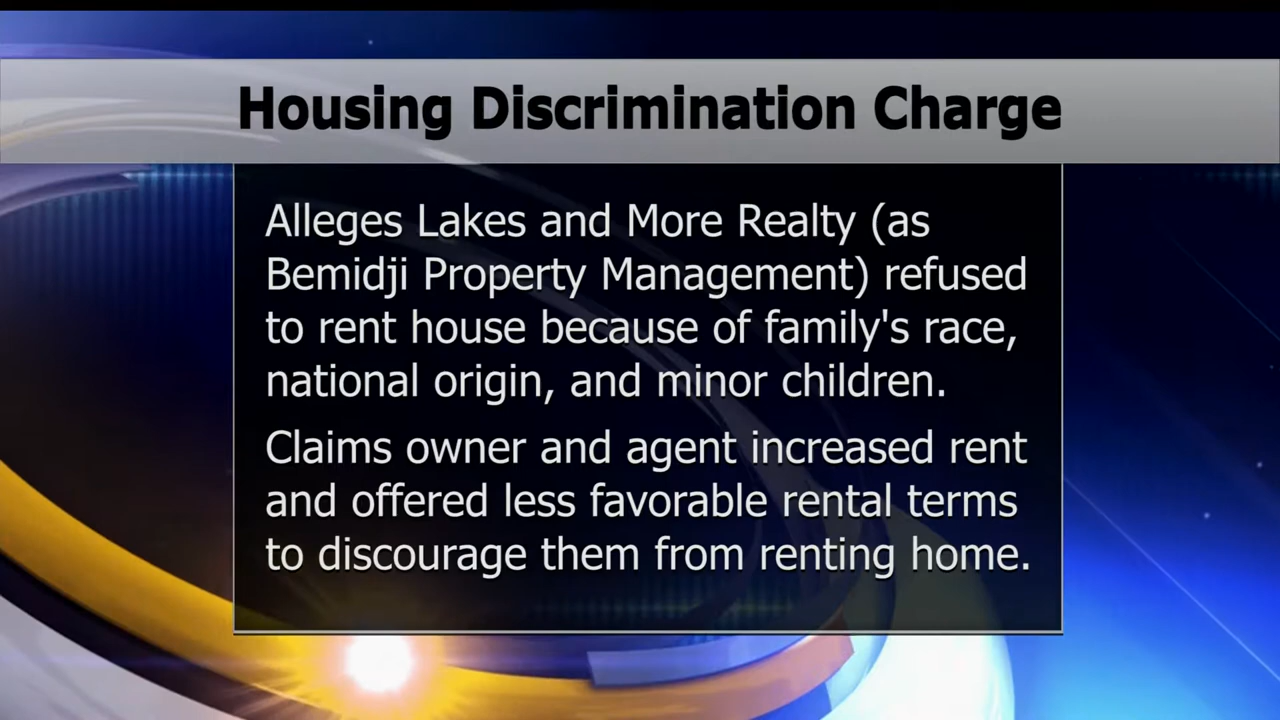 Housing Discrimination Charge
Alleges Lakes and More Realty (as
Bemidji Property Management) refused
to rent house because of family's race,
national origin, and minor children.
Claims owner and agent increased rent
and offered less favorable rental terms
to discourage them from renting home.